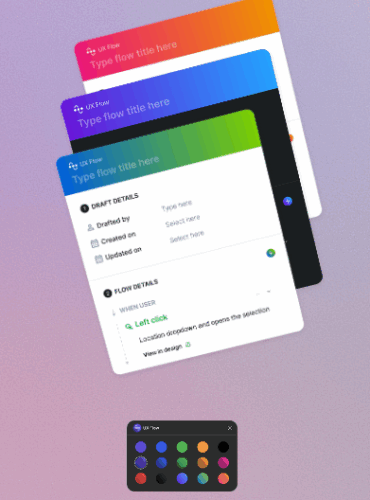 UX Flow
Type flow title here
UX Flow
Type flow title here
UX Flow
Type flow title here
DRAFT DETAILS
Drafted by
Type here
Created on
Select here
Updated on
Select here
FLOW DETAILS
WHEN USER
Left click
Location dropdown and opens the selection
View in design
UX Flow